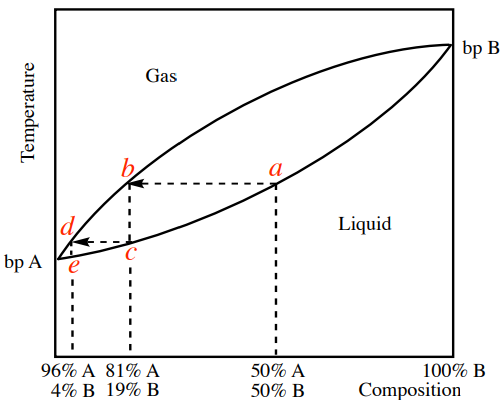 bp B
Gas
Temperature
b
a
d
Liquid
c
bp A
e
96% A 81% A 50% A 100% B
4% B 19% B 50% B Composition